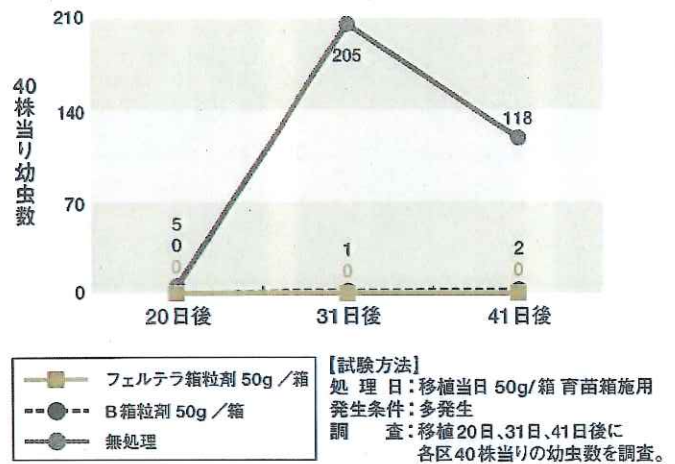 210
140
70
0
40株当り幼虫数
205
118
5
0
0
1
0
2
0
20日後
31日後
41日後
フェルテラ箱粒剤 50g／箱
B箱粒剤 50g／箱
無処理
【試験方法】
処 理 日：移植当日 50g/箱 育苗箱施用
発生条件：多発生
調 査：移植20日、31日、41日後に
各区40株当りの幼虫数を調査。